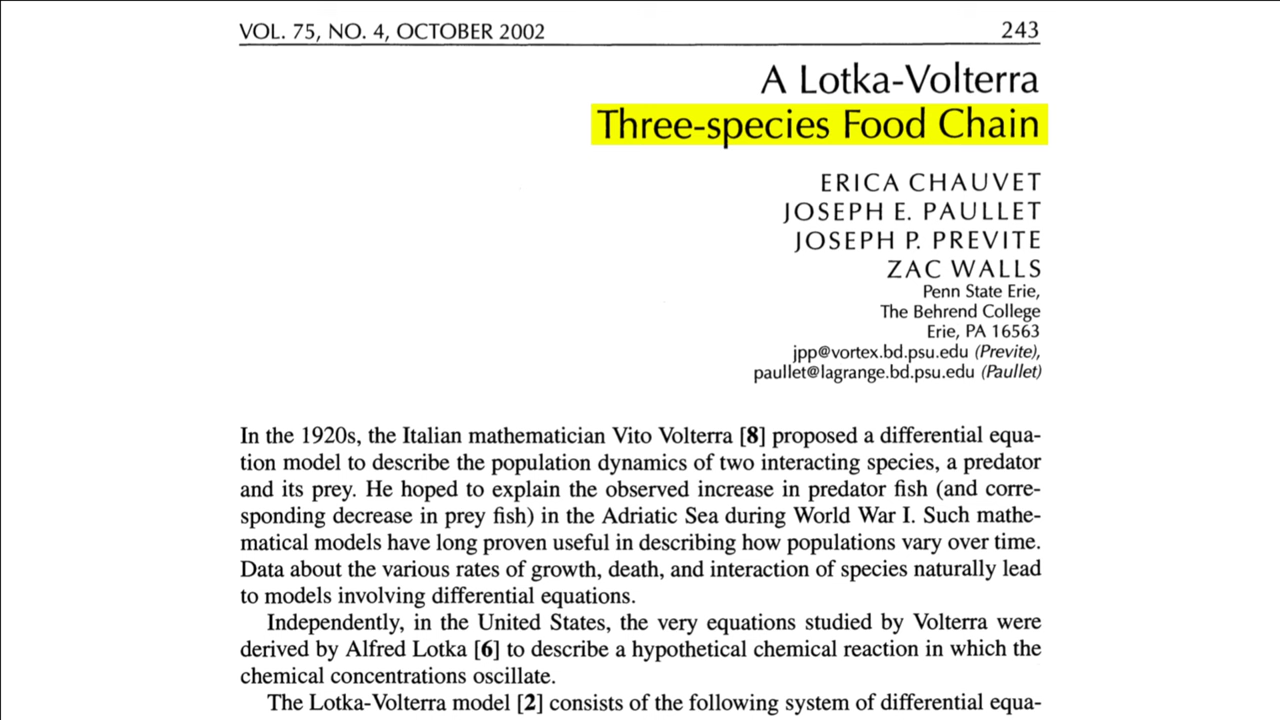 VOL. 75, NO. 4, OCTOBER 2002 243
A Lotka-Volterra
Three-species Food Chain
ERICA CHAUVET
JOSEPH E. PAULLET
JOSEPH P. PREVITE
ZAC WALLS
Penn State Erie,
The Behrend College
Erie, PA 16563
jpp@vortex.bd.psu.edu (Previte),
paullet@lagrange.bd.psu.edu (Paullet)
In the 1920s, the Italian mathematician Vito Volterra [8] proposed a differential equa-
tion model to describe the population dynamics of two interacting species, a predator
and its prey. He hoped to explain the observed increase in predator fish (and corre-
sponding decrease in prey fish) in the Adriatic Sea during World War I. Such mathe-
matical models have long proven useful in describing how populations vary over time.
Data about the various rates of growth, death, and interaction of species naturally lead
to models involving differential equations.
Independently, in the United States, the very equations studied by Volterra were
derived by Alfred Lotka [6] to describe a hypothetical chemical reaction in which the
chemical concentrations oscillate.
The Lotka-Volterra model [2] consists of the following system of differential equa-